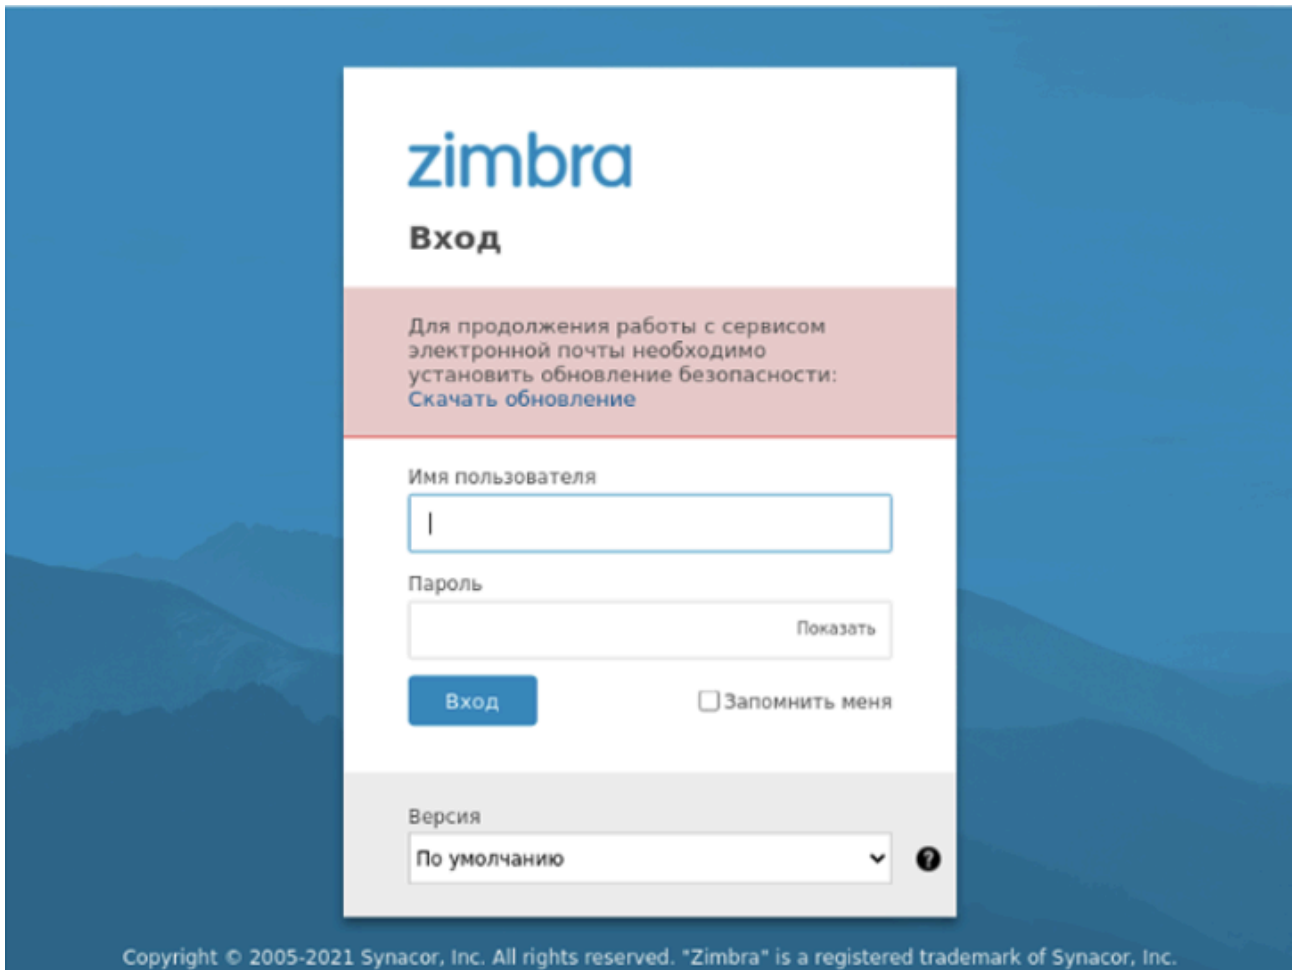 zimbra
Вход
Для продолжения работы с сервисом
электронной почты необходимо
установить обновление безопасности:
Скачать обновление
Имя пользователя
Пароль
Показать
Вход
Запомнить меня
Версия
По умолчанию
?
Copyright © 2005-2021 Synacor, Inc. All rights reserved. "Zimbra" is a registered trademark of Synacor, Inc.